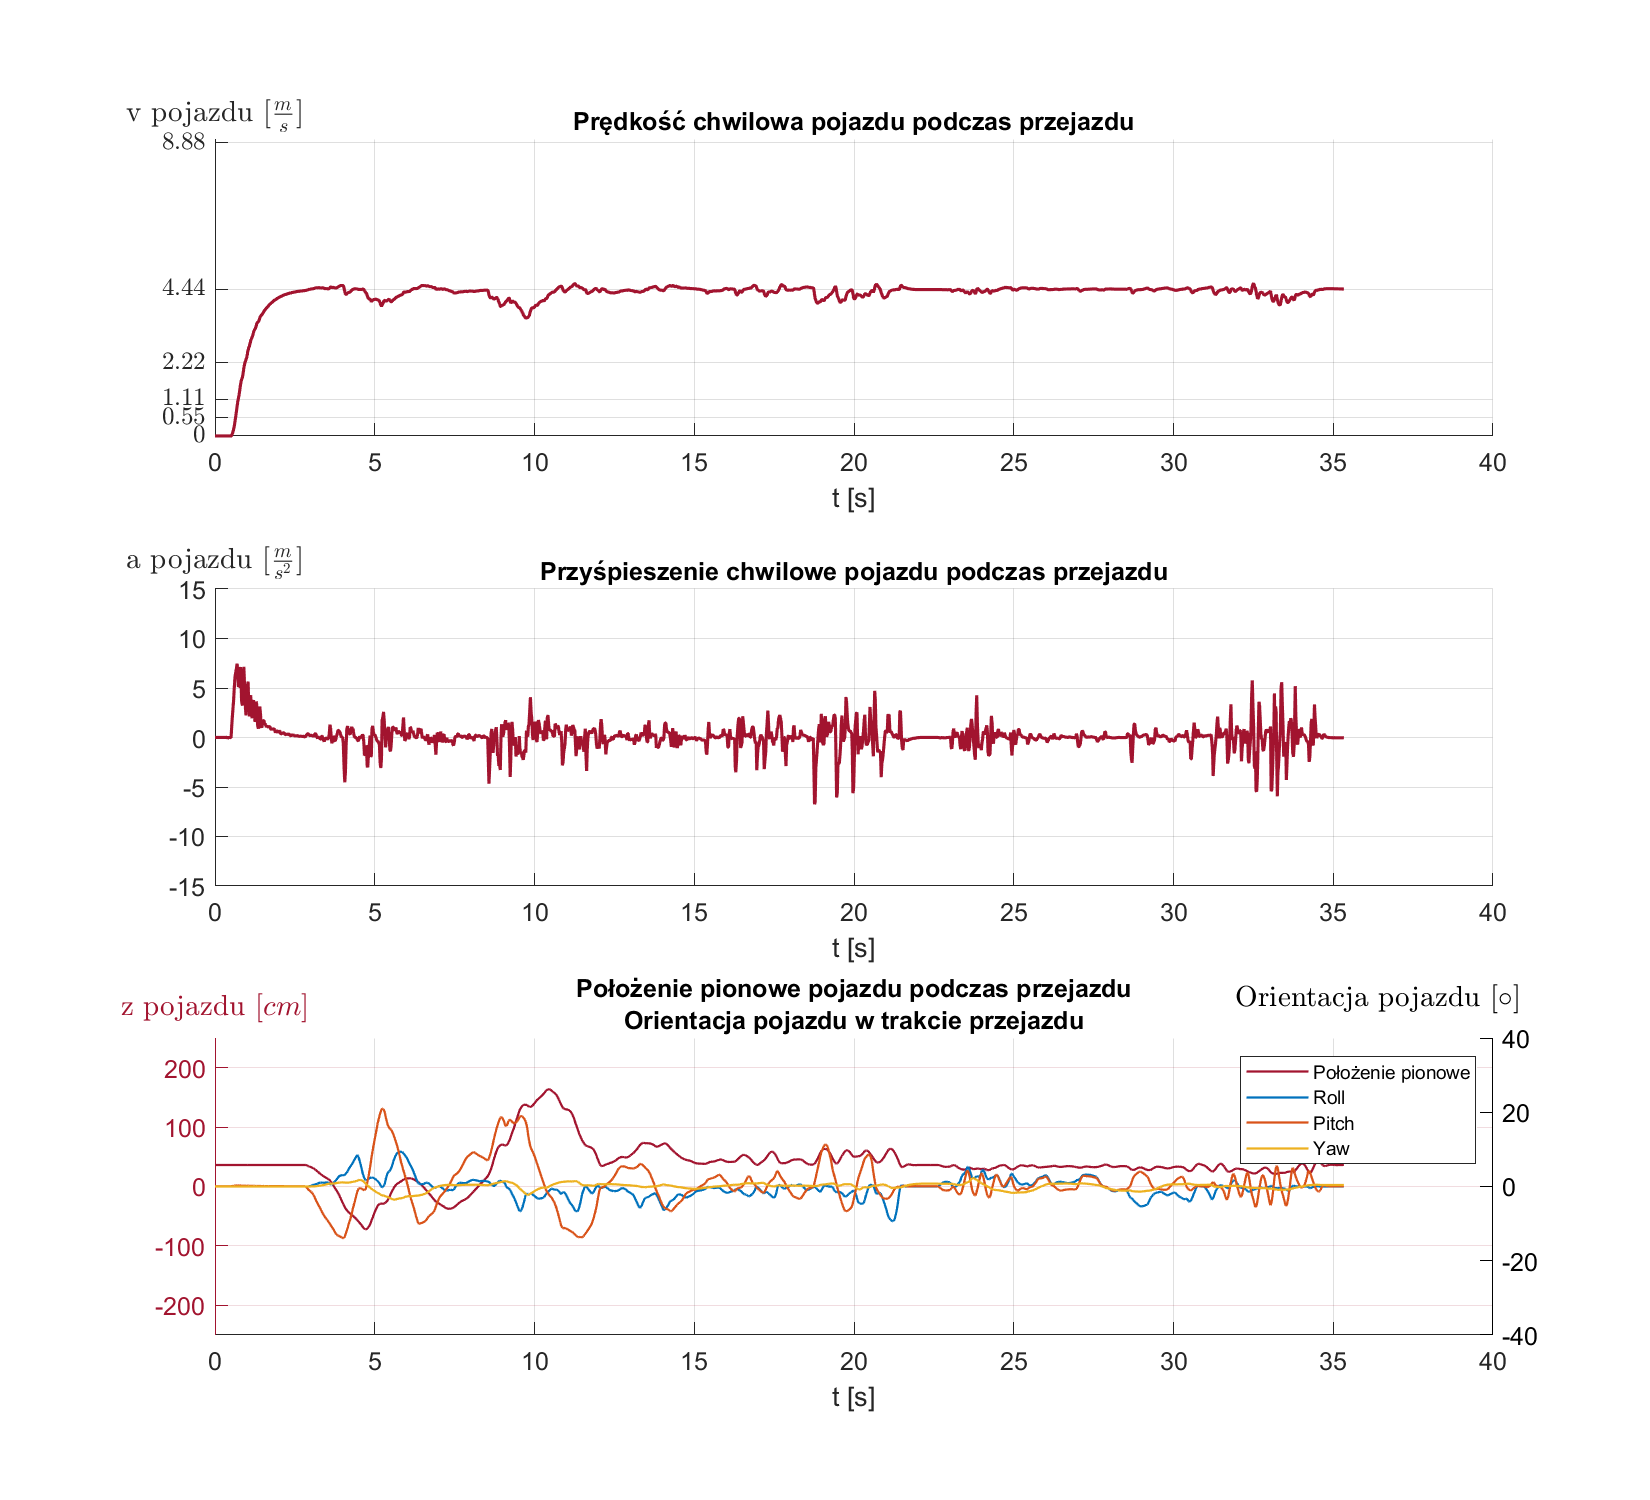 v pojazdu [m/s]
Prędkość chwilowa pojazdu podczas przejazdu
8.88
4.44
2.22
1.11
0.55
0
0 5 10 15 20 25 30 35 40
t [s]
a pojazdu [m/s²]
Przyśpieszenie chwilowe pojazdu podczas przejazdu
15
10
5
0
-5
-10
-15
0 5 10 15 20 25 30 35 40
t [s]
z pojazdu [cm]
Położenie pionowe pojazdu podczas przejazdu
Orientacja pojazdu w trakcie przejazdu
Orientacja pojazdu [∘]
200
100
0
-100
-200
40
20
0
-20
-40
Położenie pionowe
Roll
Pitch
Yaw
0 5 10 15 20 25 30 35 40
t [s]